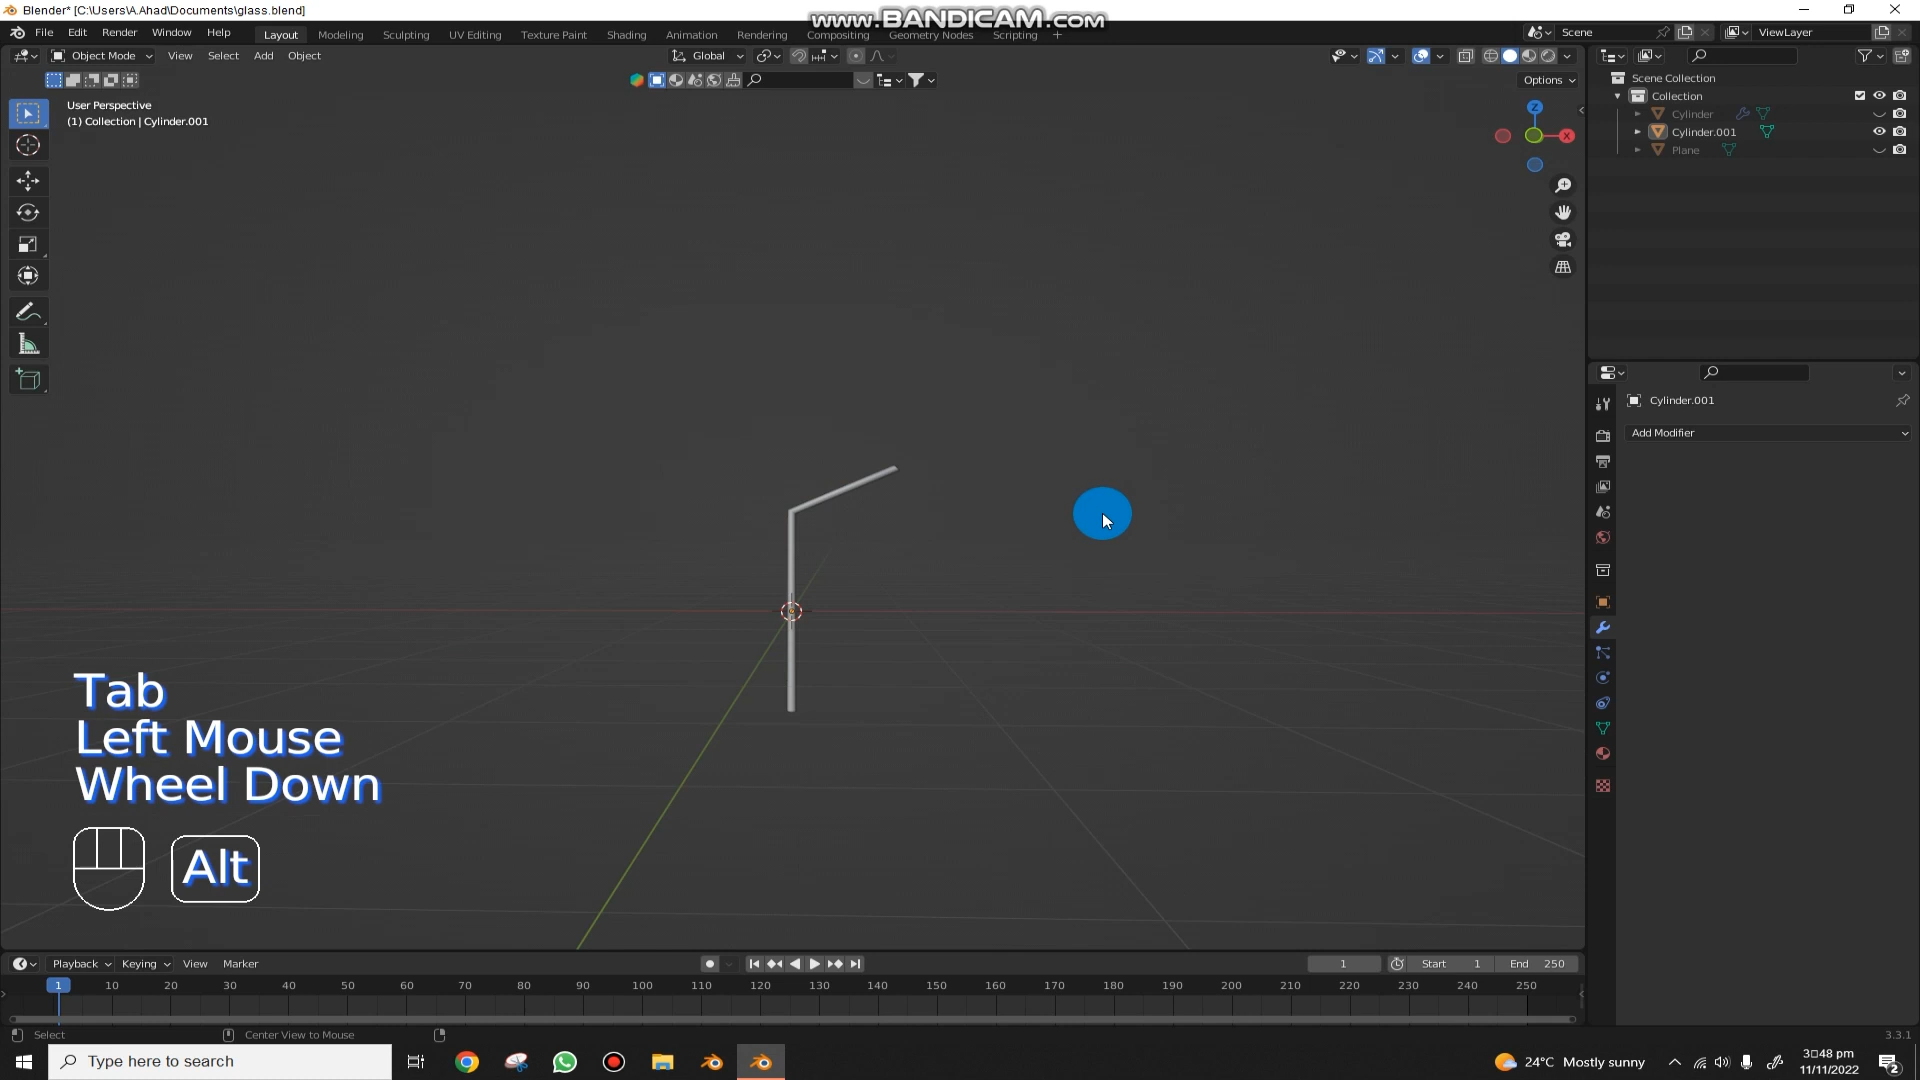 Blender* [C:\Users\A.Ahad\Documents\glass.blend]
www.BANDICAM.com
File Edit Render Window Help Layout Modeling Sculpting UV Editing Texture Paint Shading Animation Rendering Compositing Geometry Nodes Scripting + Scene ViewLayer
Object Mode View Select Add Object Global
Options
User Perspective
(1) Collection | Cylinder.001
Z
X
Scene Collection
Collection
Cylinder
Cylinder.001
Plane
Cylinder.001
Add Modifier
Tab
Left Mouse
Wheel Down
Alt
Playback Keying View Marker 1 Start 1 End 250
1 10 20 30 40 50 60 70 80 90 100 110 120 130 140 150 160 170 180 190 200 210 220 230 240 250
Select Center View to Mouse 3.3.1
Type here to search
24°C Mostly sunny
3□48 pm
11/11/2022
2